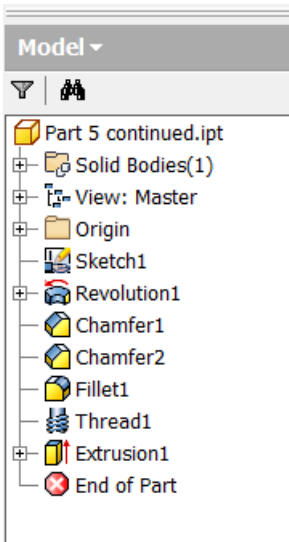 Model
Part 5 continued.ipt
Solid Bodies(1)
View: Master
Origin
Sketch1
Revolution1
Chamfer1
Chamfer2
Fillet1
Thread1
Extrusion1
End of Part